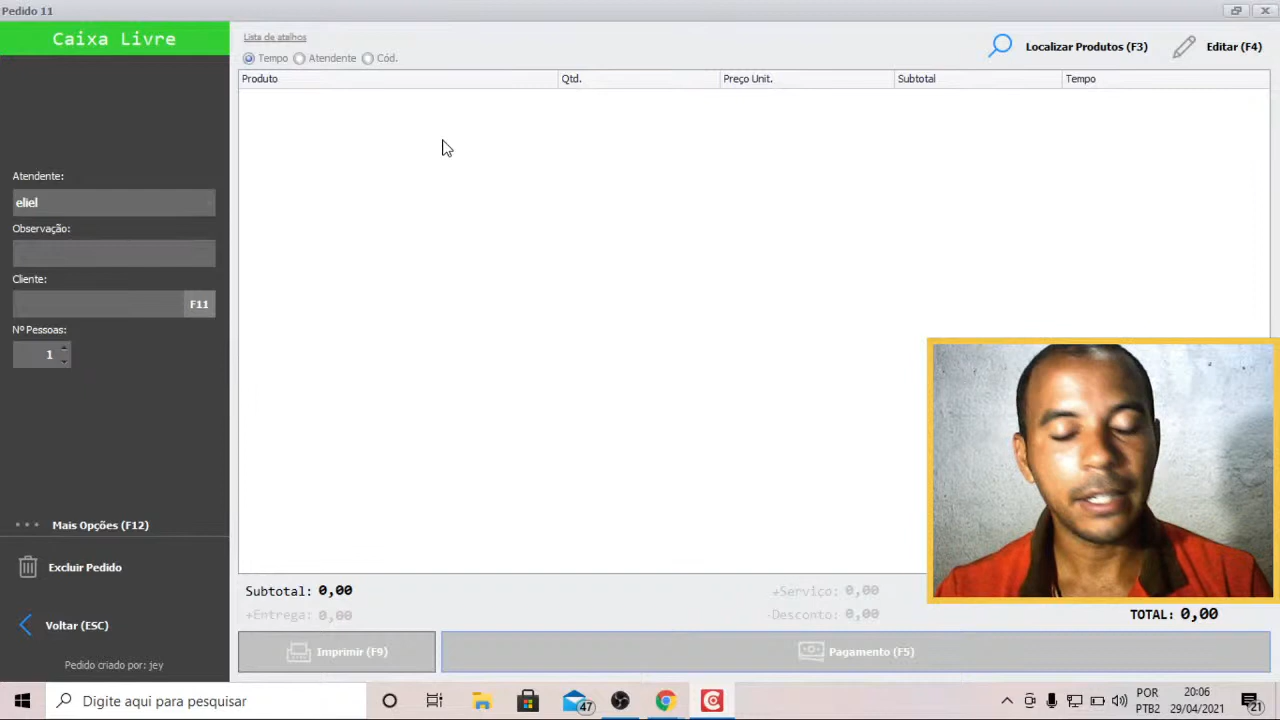 Pedido 11
Caixa Livre
Lista de atelhos
Localizar Produtos (F3)
Editar (F4)
Tempo
Atendente
Cód.
Produto
Qtd.
Preço Unit.
Subtotal
Tempo
Atendente:
eliel
Observação:
Cliente:
F11
Nº Pessoas:
1
Mais Opções (F12)
Excluir Pedido
Voltar (ESC)
Pedido criado por: jey
Subtotal: 0,00
+Serviço: 0,00
+Entrega: 0,00
-Desconto: 0,00
TOTAL: 0,00
Imprimir (F9)
Pagamento (F5)
Digite aqui para pesquisar
47
POR
PTB2
20:06
29/04/2021
21